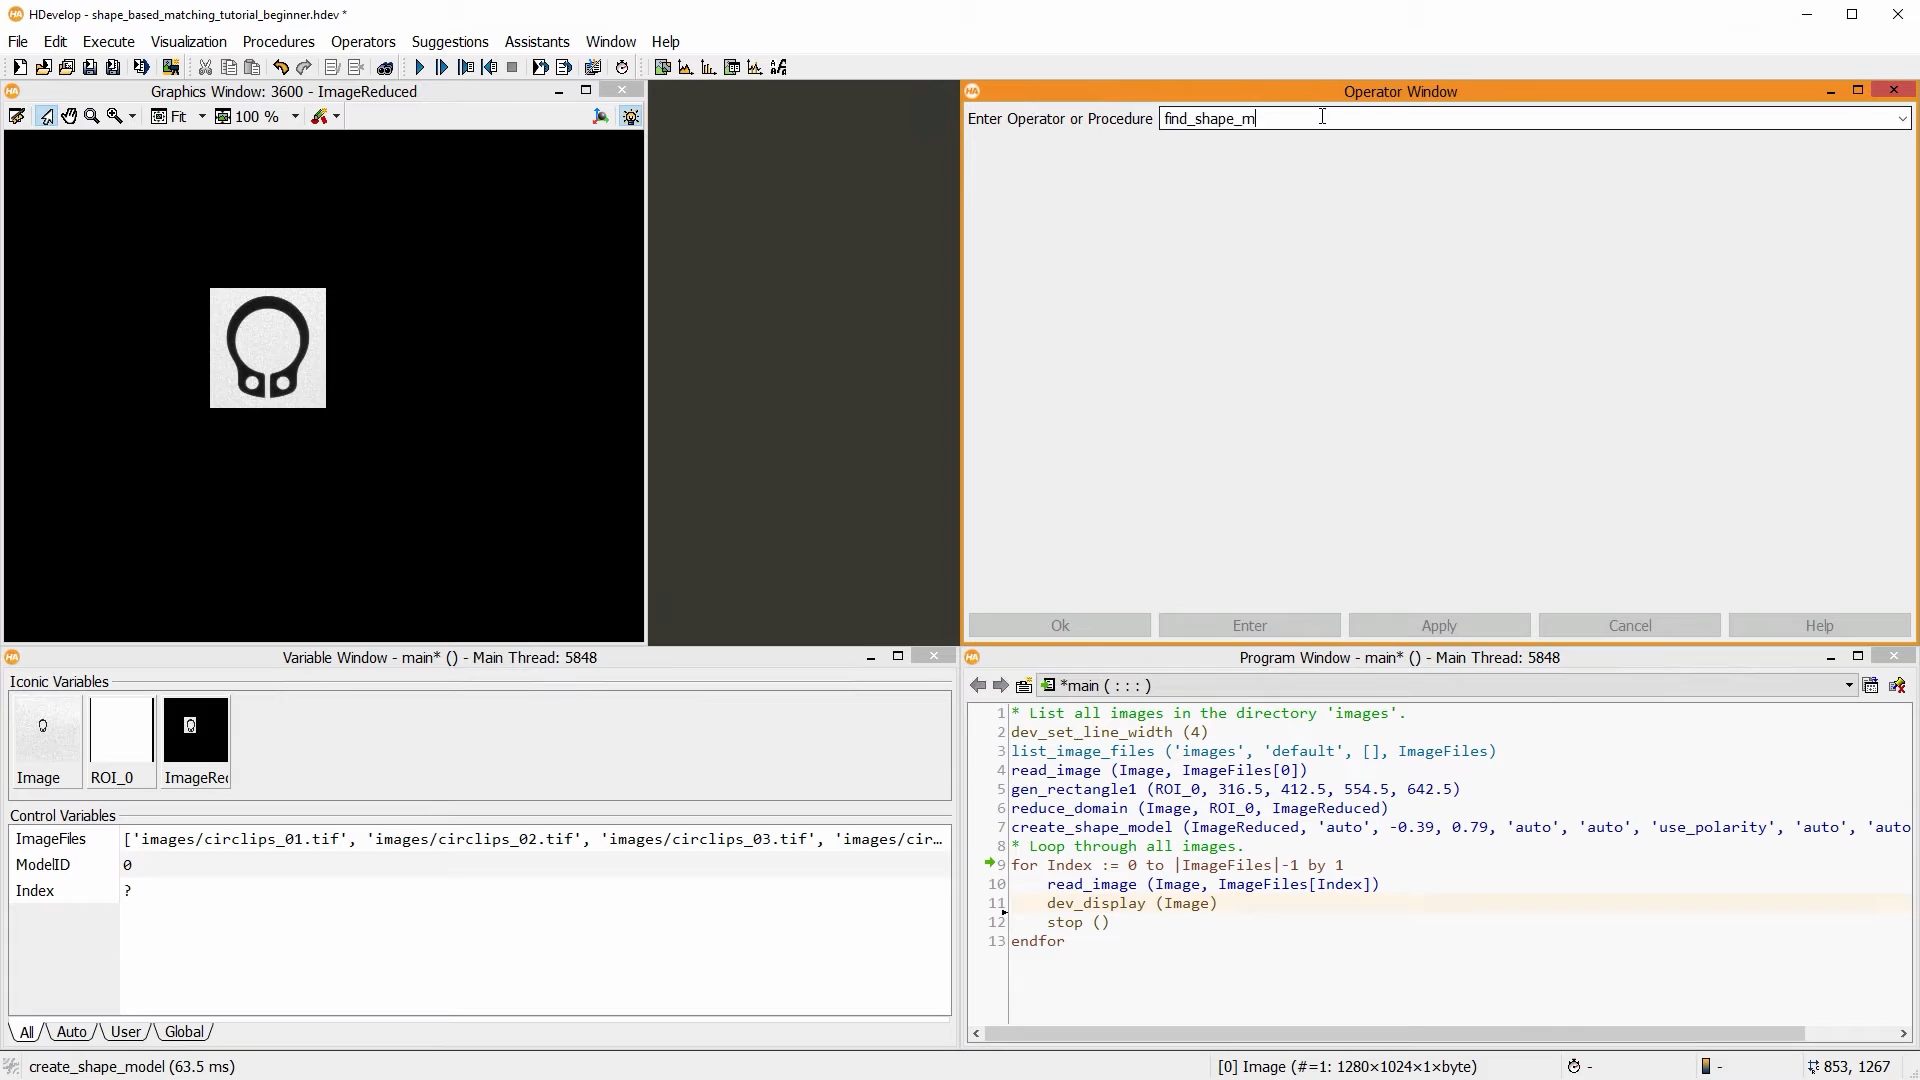 HDevelop - shape_based_matching_tutorial_beginner.hdev *
File Edit Execute Visualization Procedures Operators Suggestions Assistants Window Help
Graphics Window: 3600 - ImageReduced
Fit 100 %
Operator Window
Enter Operator or Procedure find_shape_m
Ok Enter Apply Cancel Help
Variable Window - main* () - Main Thread: 5848
Iconic Variables
Image ROI_0 ImageRec
Control Variables
ImageFiles ['images/circlips_01.tif', 'images/circlips_02.tif', 'images/circlips_03.tif', 'images/cir...
ModelID 0
Index ?
All Auto User Global
Program Window - main* () - Main Thread: 5848
*main ( : : : )
1 * List all images in the directory 'images'.
2 dev_set_line_width (4)
3 list_image_files ('images', 'default', [], ImageFiles)
4 read_image (Image, ImageFiles[0])
5 gen_rectangle1 (ROI_0, 316.5, 412.5, 554.5, 642.5)
6 reduce_domain (Image, ROI_0, ImageReduced)
7 create_shape_model (ImageReduced, 'auto', -0.39, 0.79, 'auto', 'auto', 'use_polarity', 'auto', 'auto
8 * Loop through all images.
9 for Index := 0 to |ImageFiles|-1 by 1
10 read_image (Image, ImageFiles[Index])
11 dev_display (Image)
12 stop ()
13 endfor
create_shape_model (63.5 ms)
[0] Image (#=1: 1280×1024×1×byte)
-
-
853, 1267